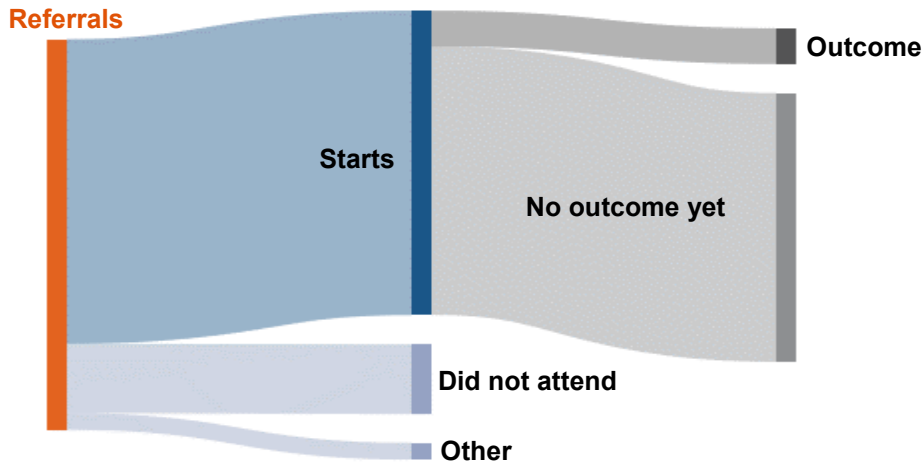 Referrals
Outcome
Starts
No outcome yet
Did not attend
Other